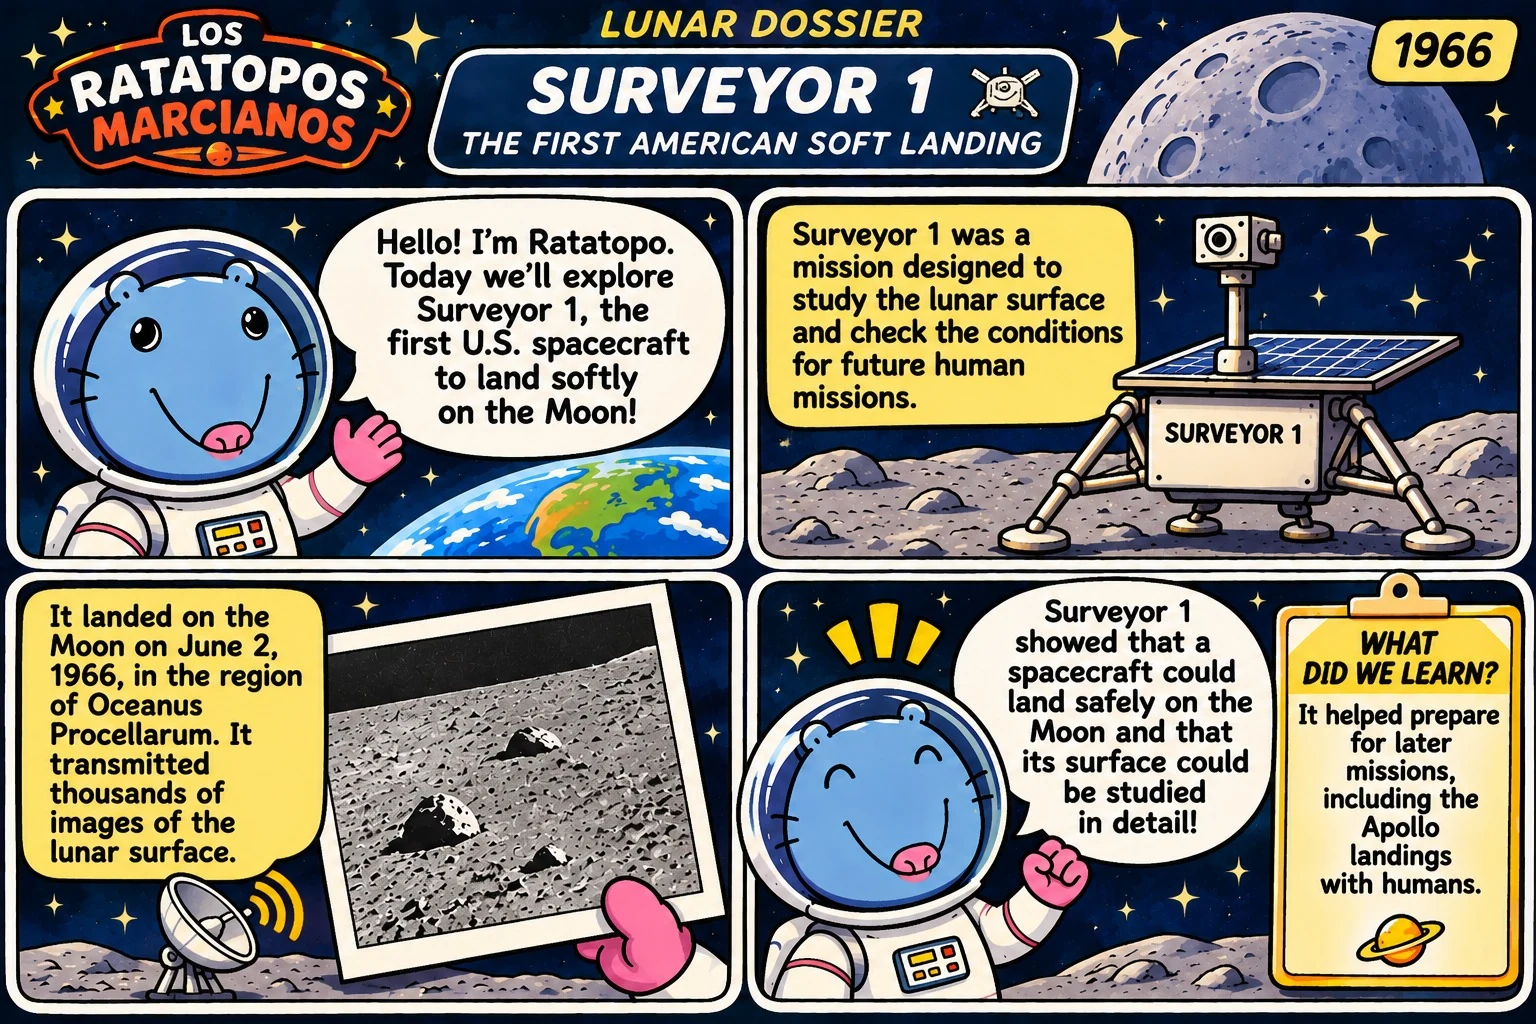 LOS
RATATOPOS
MARCIANOS
LUNAR DOSSIER
SURVEYOR 1
THE FIRST AMERICAN SOFT LANDING
1966
Hello! I'm Ratatopo.
Today we'll explore
Surveyor 1, the
first U.S. spacecraft
to land softly
on the Moon!
Surveyor 1 was a
mission designed to
study the lunar surface
and check the conditions
for future human
missions.
SURVEYOR 1
It landed on the
Moon on June 2,
1966, in the region
of Oceanus
Procellarum. It
transmitted
thousands of
images of the
lunar surface.
Surveyor 1
showed that a
spacecraft could
land safely on the
Moon and that
its surface could
be studied
in detail!
WHAT
DID WE LEARN?
It helped prepare
for later
missions,
including the
Apollo
landings
with humans.